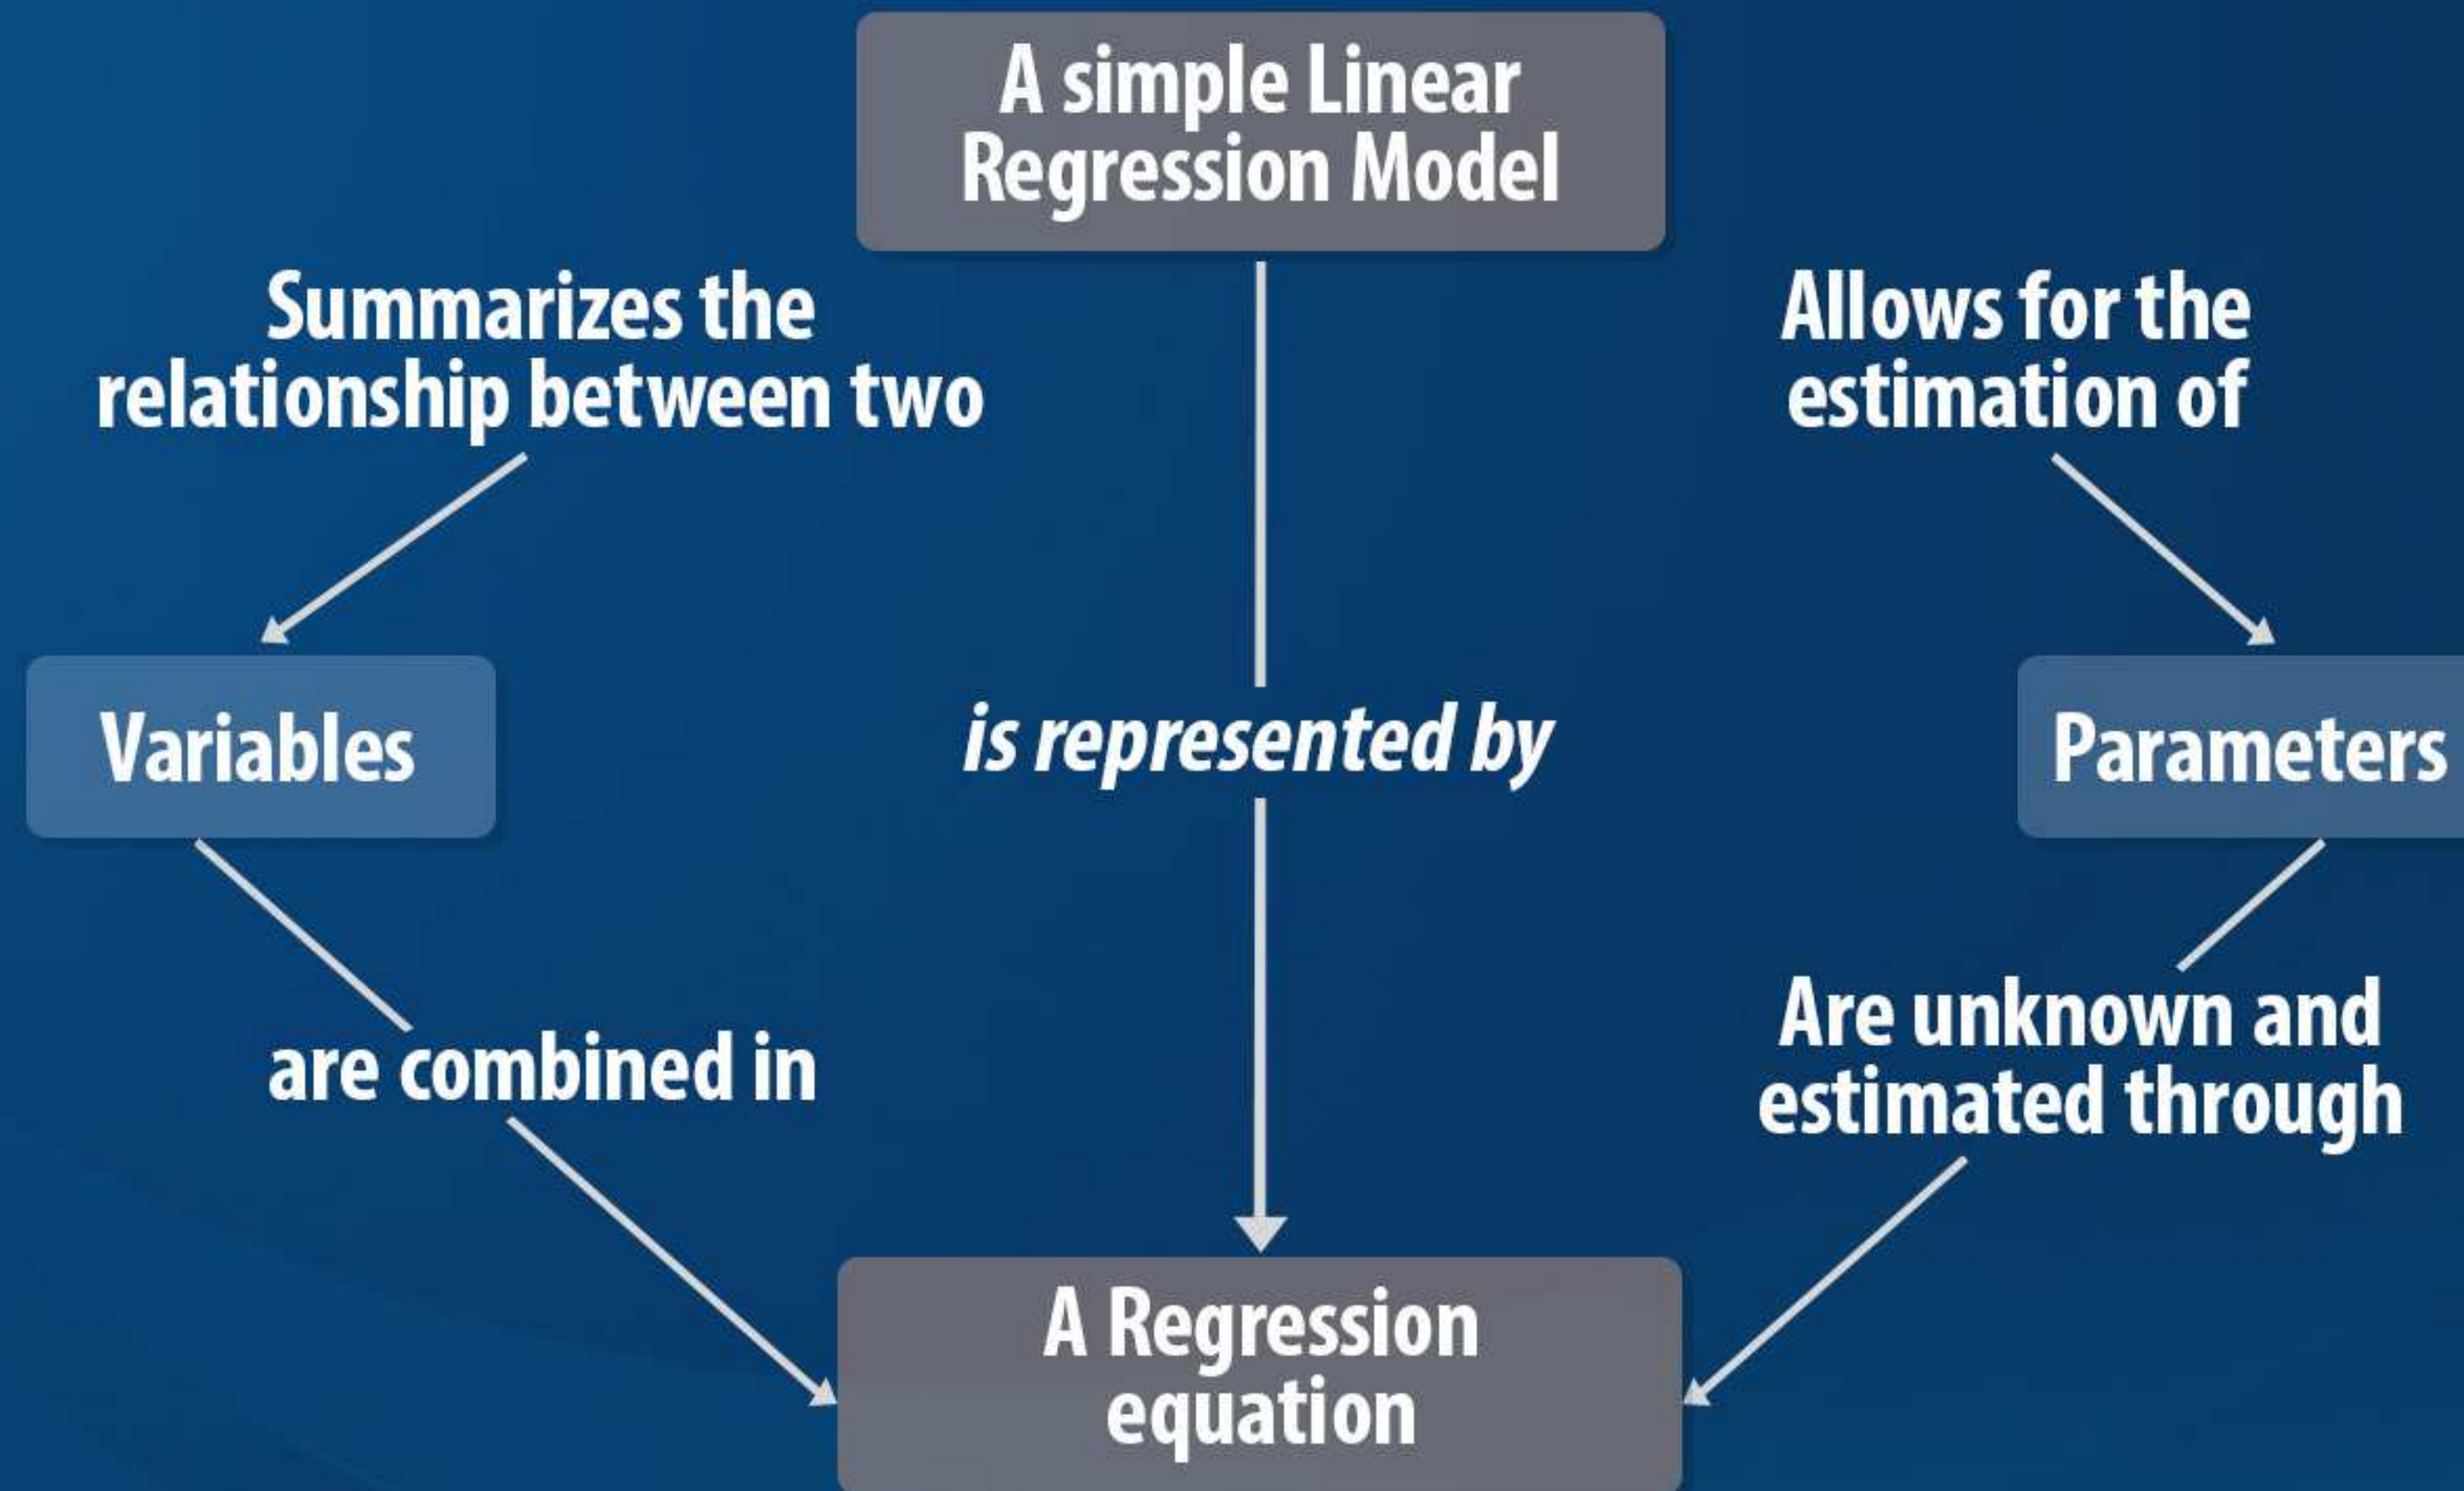 A simple Linear
Regression Model
Summarizes the
relationship between two
Allows for the
estimation of
Variables
is represented by
Parameters
are combined in
Are unknown and
estimated through
A Regression
equation